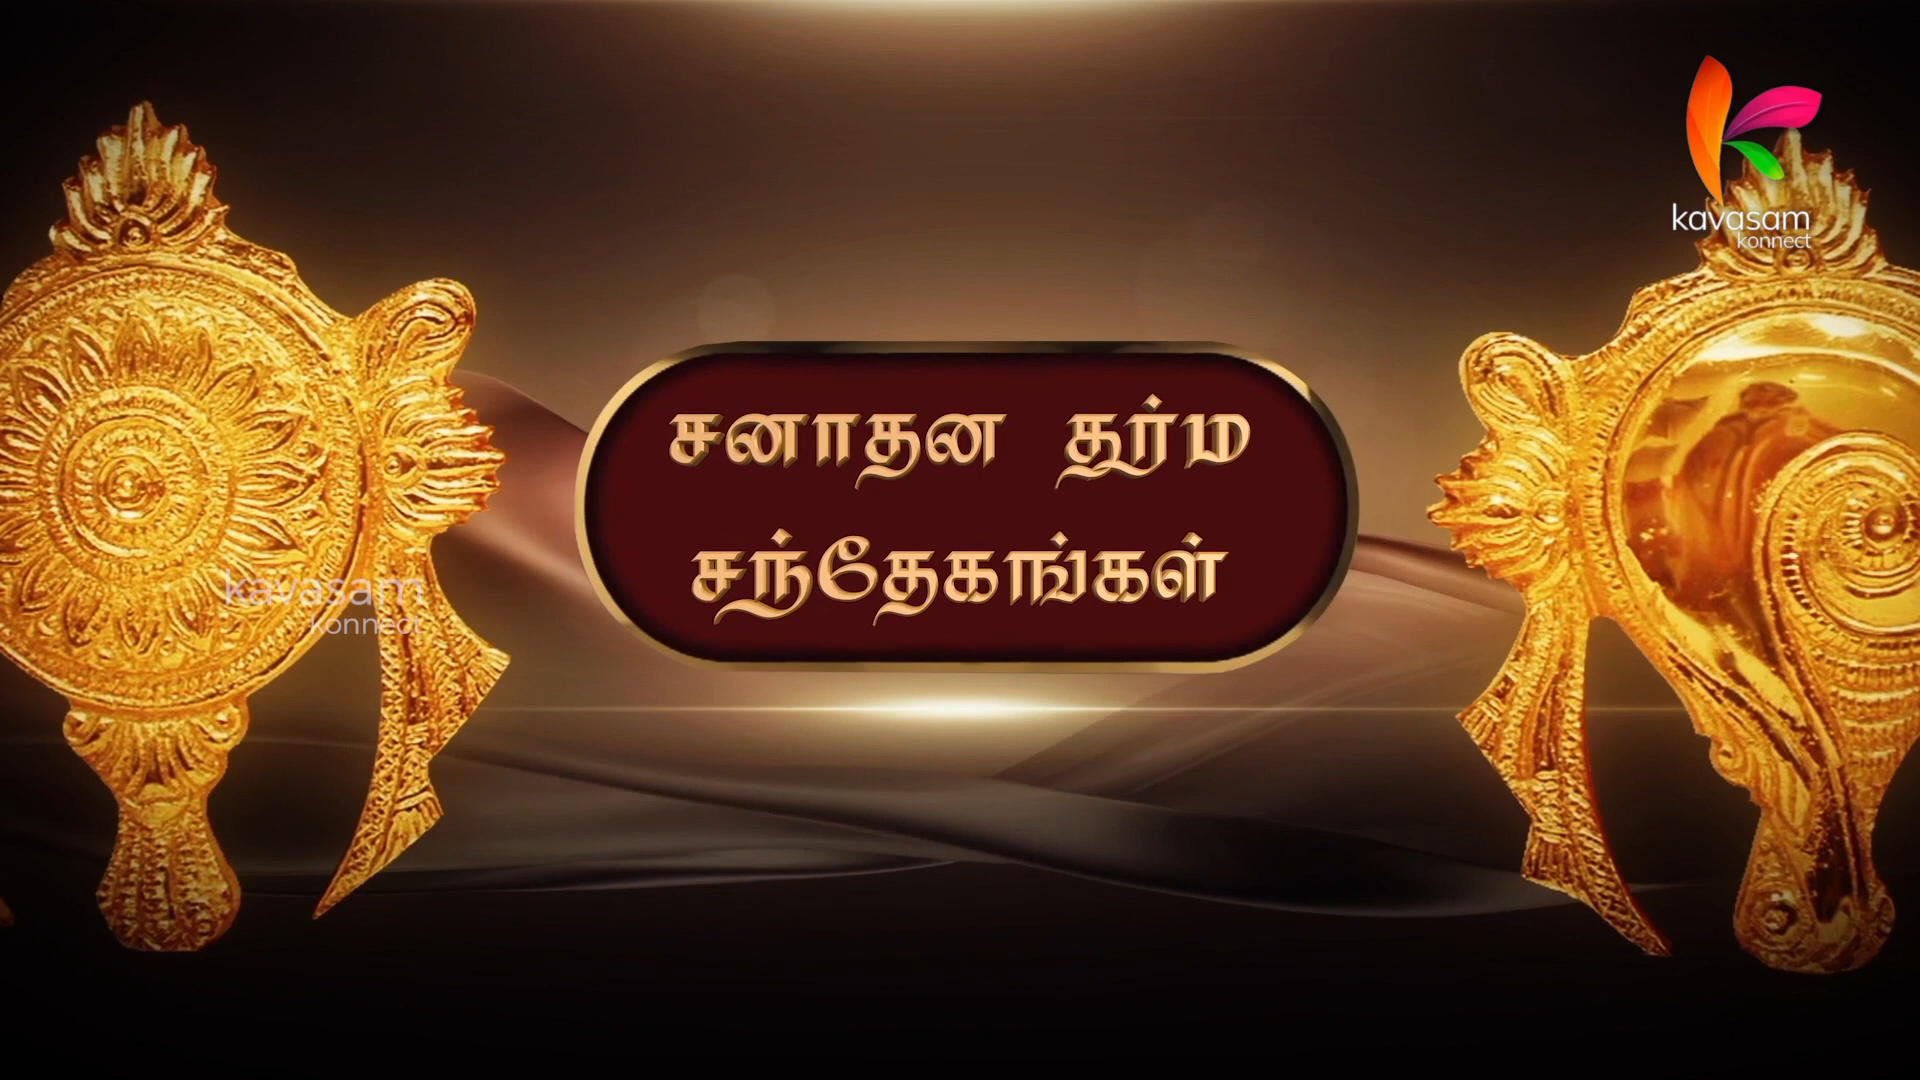 kavasam
konnect
சனாதன தர்ம
சந்தேகங்கள்
kavasam
konnect